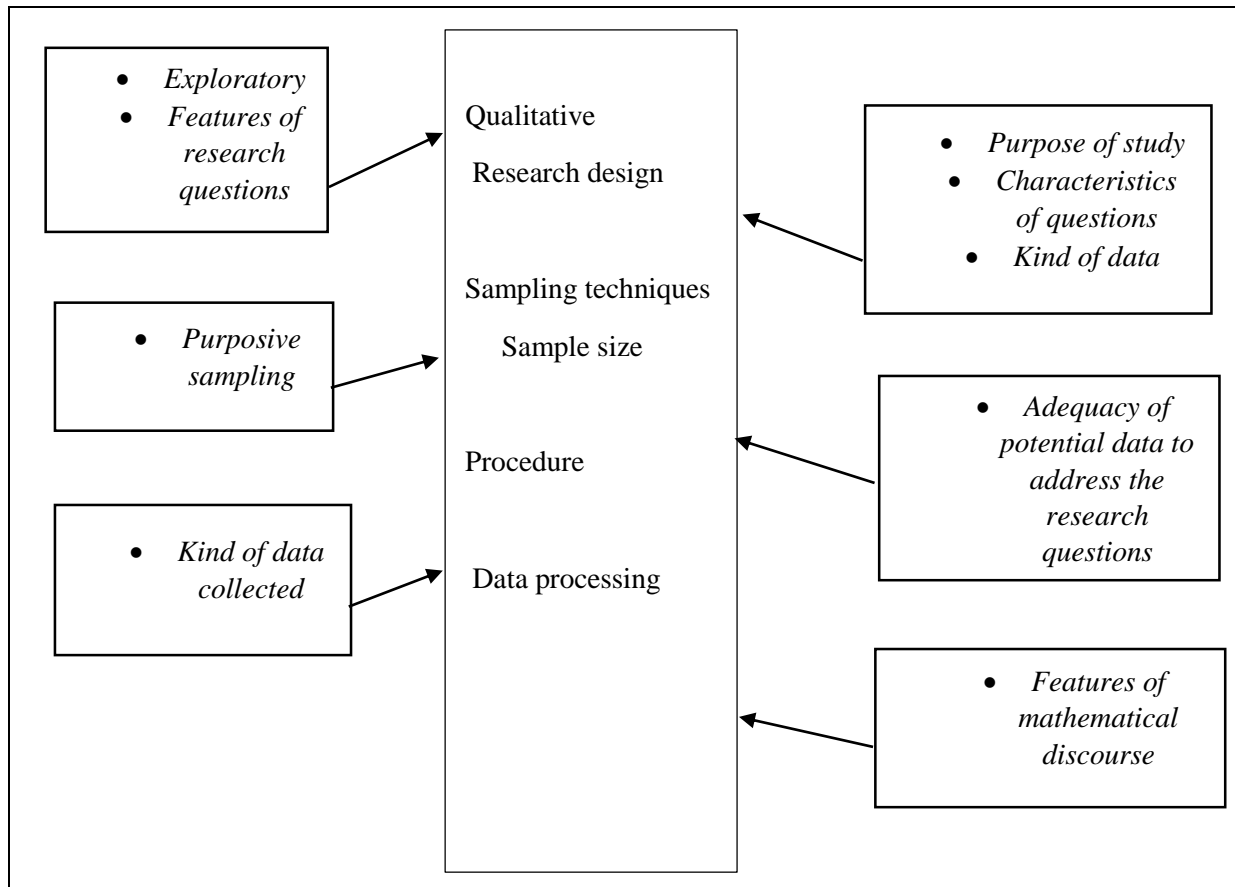 • Exploratory
• Features of
research
questions
• Purposive
sampling
• Kind of data
collected
Qualitative
Research design
Sampling techniques
Sample size
Procedure
Data processing
• Purpose of study
• Characteristics
of questions
• Kind of data
• Adequacy of
potential data to
address the
research
questions
• Features of
mathematical
discourse